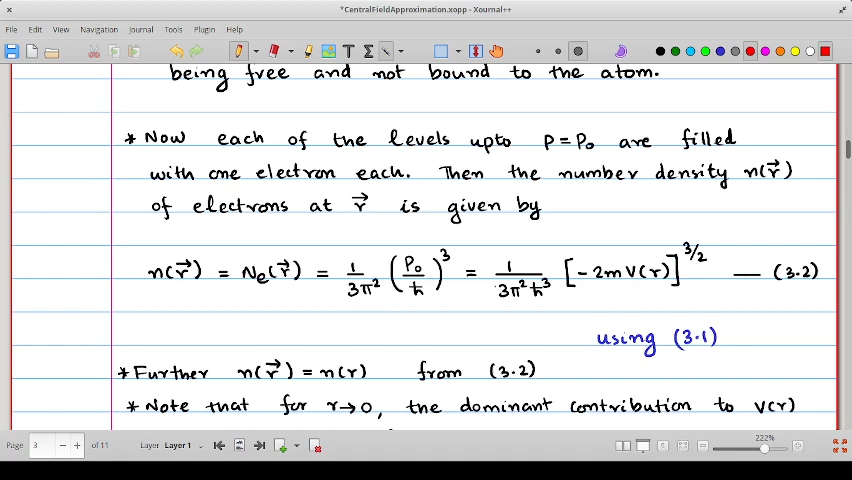 *CentralFieldApproximation.xopp - Xournal++
File Edit View Navigation Journal Tools Plugin Help
being free and not bound to the atom.
* Now each of the levels upto p = p₀ are filled
with one electron each. Then the number density n(r⃗)
of electrons at r⃗ is given by
n(r⃗) = Nₑ(r⃗) = 1/3π² (p₀/ħ)³ = 1/3π²ħ³ [-2mV(r)]^3/2 — (3.2)
using (3.1)
* Further n(r⃗) = n(r) from (3.2)
* Note that for r→0, the dominant contribution to V(r)
Page 3 of 11 Layer Layer 1 222%